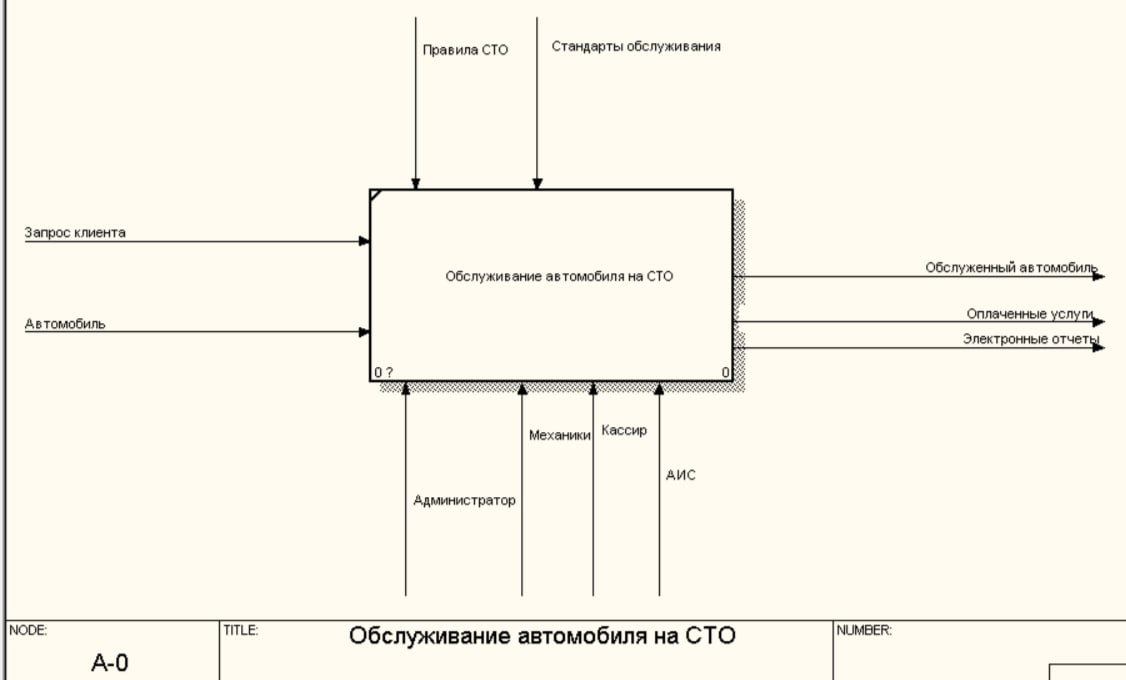 Правила СТО
Стандарты обслуживания
Запрос клиента
Обслуживание автомобиля на СТО
Обслуженный автомобиль
Автомобиль
Оплаченные услуги
Электронные отчеты
0 ?
0
Механики
Кассир
АИС
Администратор
NODE:
TITLE:
Обслуживание автомобиля на СТО
NUMBER:
A-0